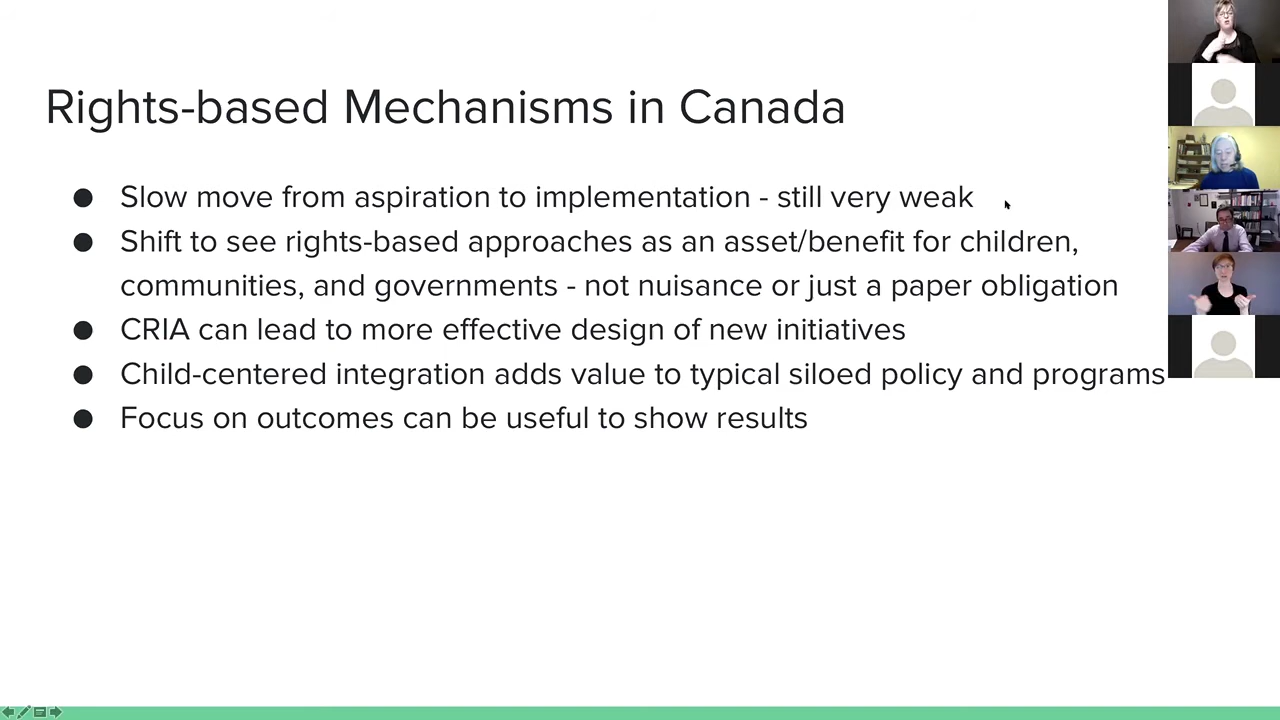 Rights-based Mechanisms in Canada
● Slow move from aspiration to implementation - still very weak
● Shift to see rights-based approaches as an asset/benefit for children,
communities, and governments - not nuisance or just a paper obligation
● CRIA can lead to more effective design of new initiatives
● Child-centered integration adds value to typical siloed policy and programs
● Focus on outcomes can be useful to show results